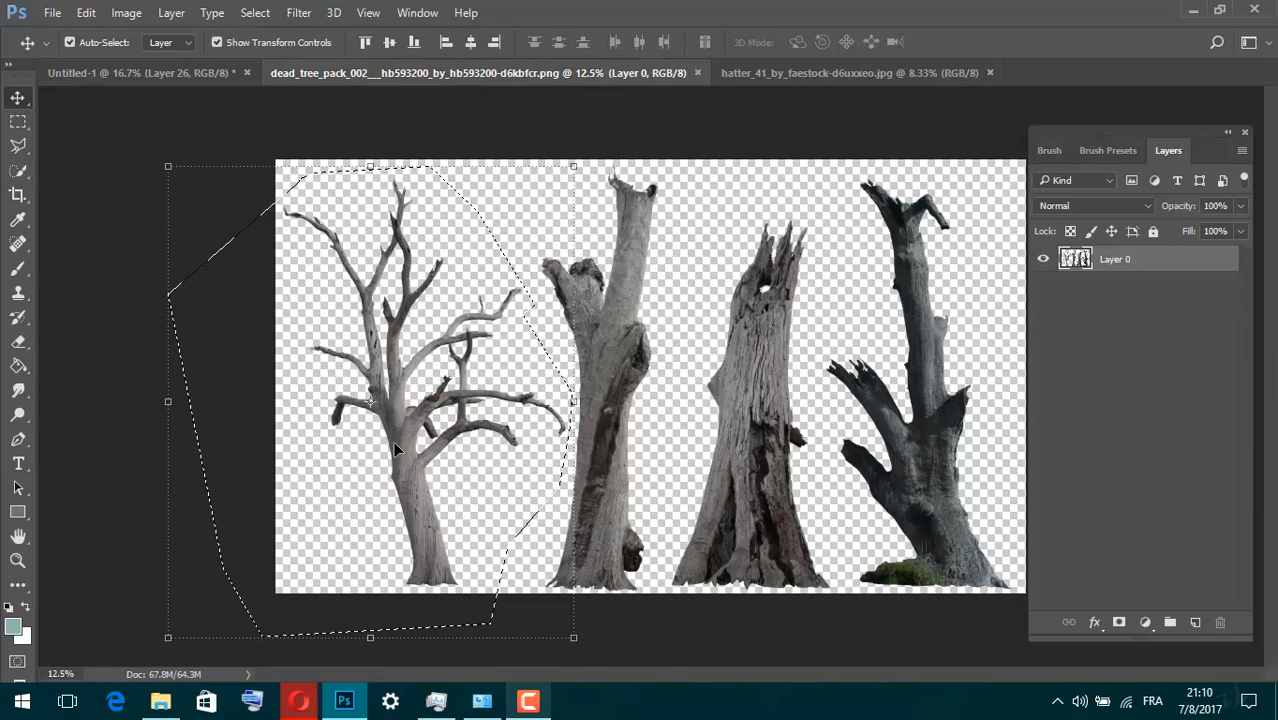 Ps File Edit Image Layer Type Select Filter 3D View Window Help
Auto-Select: Layer Show Transform Controls 3D Mode:
Untitled-1 @ 16.7% (Layer 26, RGB/8) * × dead_tree_pack_002___hb593200_by_hb593200-d6kbfcr.png @ 12.5% (Layer 0, RGB/8) × hatter_41_by_faestock-d6uxxeo.jpg @ 8.33% (RGB/8) ×
Brush Brush Presets Layers
Kind
Normal Opacity: 100%
Lock: Fill: 100%
Layer 0
12.5% Doc: 67.8M/64.3M
Ps FRA 21:10
7/8/2017